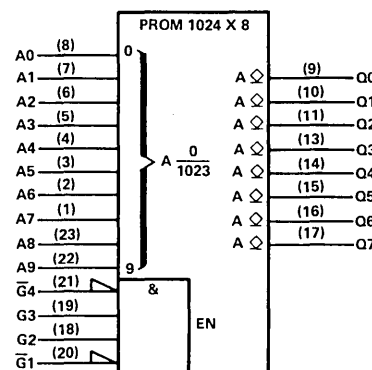 PROM 1024 X 8
A0 (8) 0 A ◇ (9) Q0
A1 (7) A ◇ (10) Q1
A2 (6) A ◇ (11) Q2
A3 (5) A ◇ (13) Q3
A4 (4) A 0/1023 A ◇ (14) Q4
A5 (3) A ◇ (15) Q5
A6 (2) A ◇ (16) Q6
A7 (1) A ◇ (17) Q7
A8 (23)
A9 (22) 9
G̅4 (21) &
G3 (19) EN
G2 (18)
G̅1 (20)